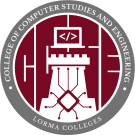 COLLEGE OF COMPUTER STUDIES AND ENGINEERING
LORMA COLLEGES